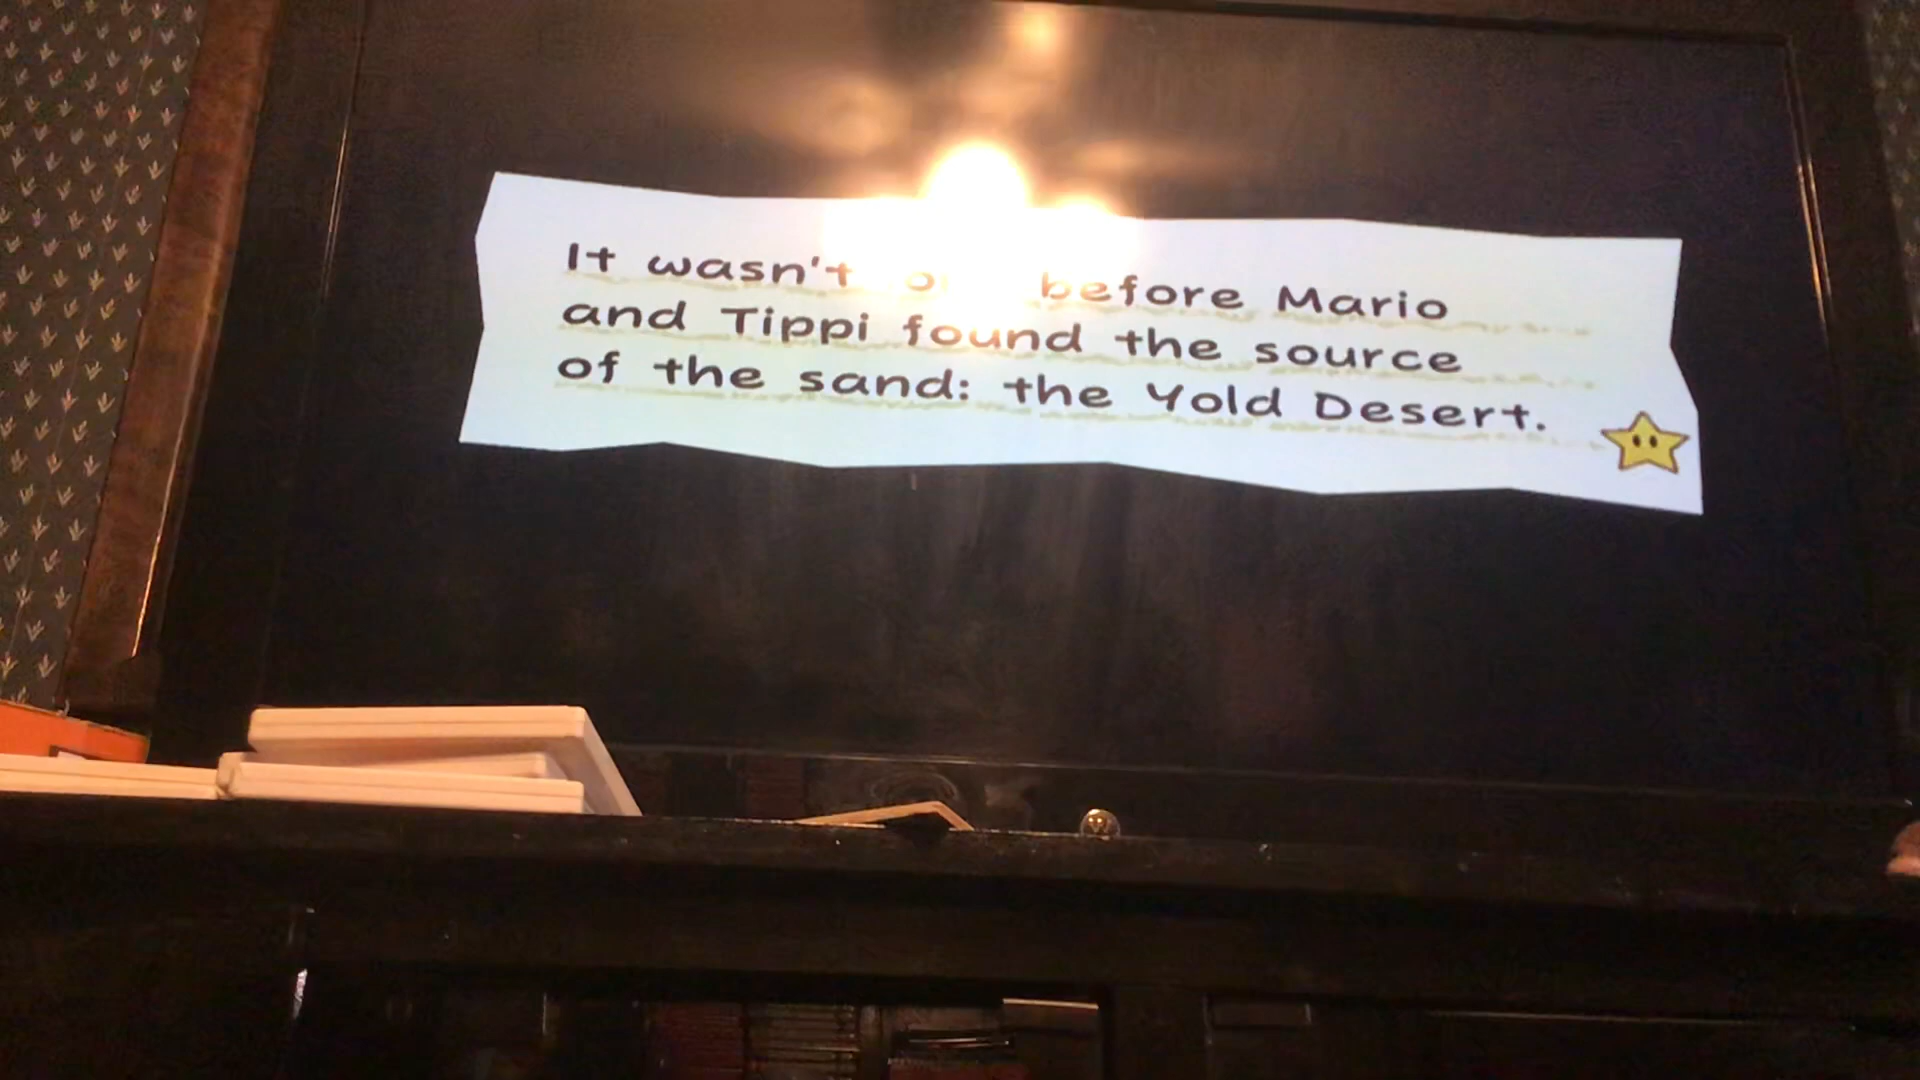 It wasn't before Mario
and Tippi found the source
of the sand: the Yold Desert.